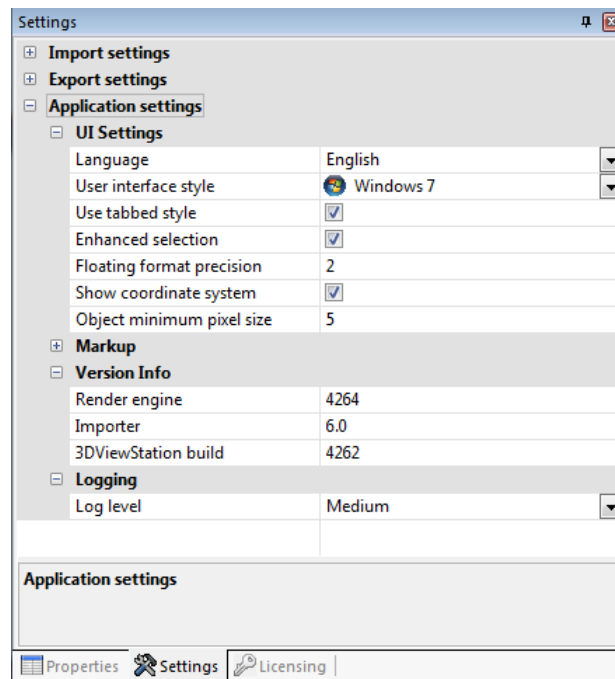 Settings
Import settings
Export settings
Application settings
UI Settings
Language English
User interface style Windows 7
Use tabbed style
Enhanced selection
Floating format precision 2
Show coordinate system
Object minimum pixel size 5
Markup
Version Info
Render engine 4264
Importer 6.0
3DViewStation build 4262
Logging
Log level Medium
Application settings
Properties Settings Licensing